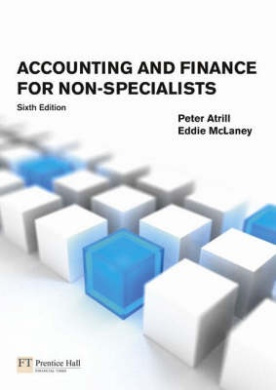 ACCOUNTING AND FINANCE
FOR NON-SPECIALISTS
Sixth Edition
Peter Atrill
Eddie McLaney
FT Prentice Hall
FINANCIAL TIMES